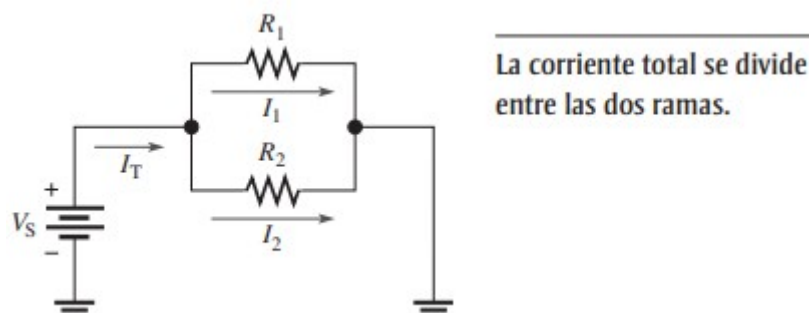 R1
I1
IT
R2
I2
+
VS
−
La corriente total se divide
entre las dos ramas.